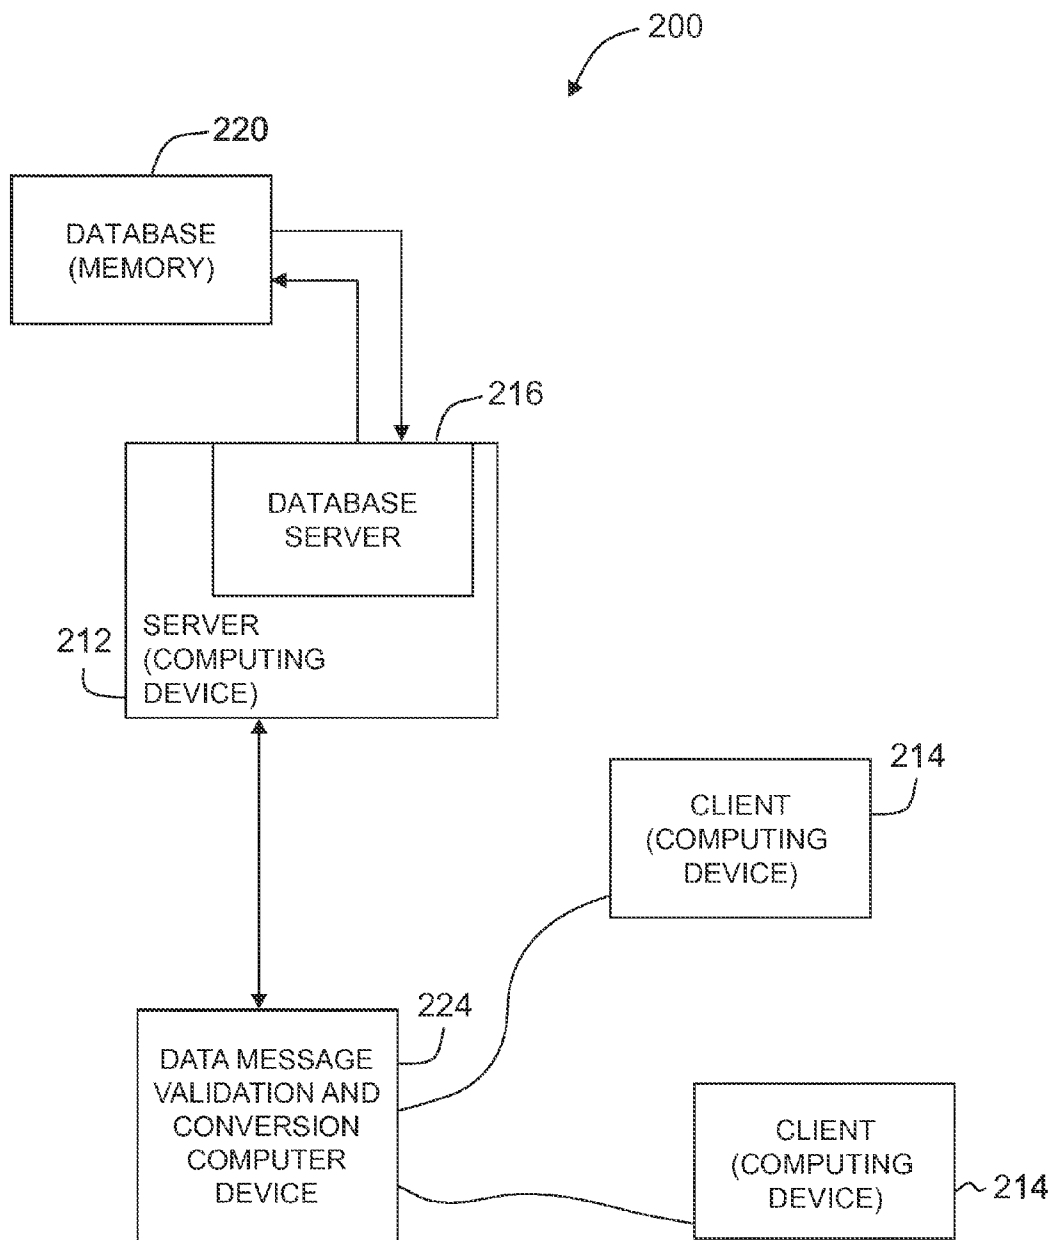 200
220
DATABASE
(MEMORY)
216
DATABASE
SERVER
212
SERVER
(COMPUTING
DEVICE)
214
CLIENT
(COMPUTING
DEVICE)
224
DATA MESSAGE
VALIDATION AND
CONVERSION
COMPUTER
DEVICE
CLIENT
(COMPUTING
DEVICE)
214